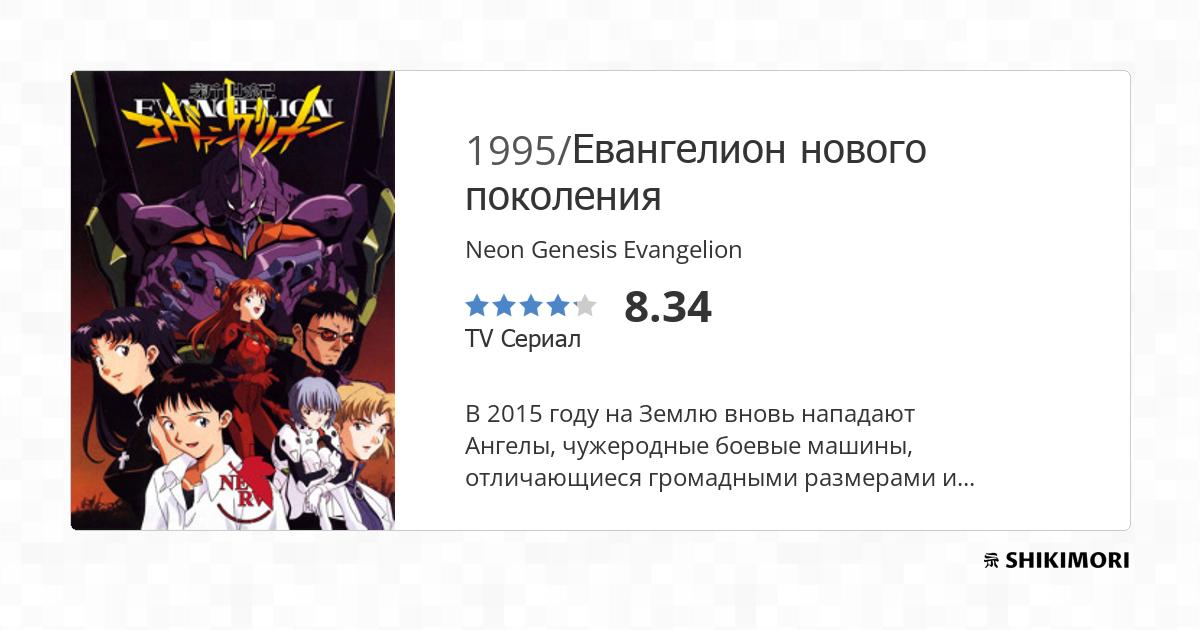 新世紀
EVANGELION
エヴァンゲリオン
NERV
1995/Евангелион нового
поколения
Neon Genesis Evangelion
8.34
TV Сериал
В 2015 году на Землю вновь нападают
Ангелы, чужеродные боевые машины,
отличающиеся громадными размерами и...
SHIKIMORI